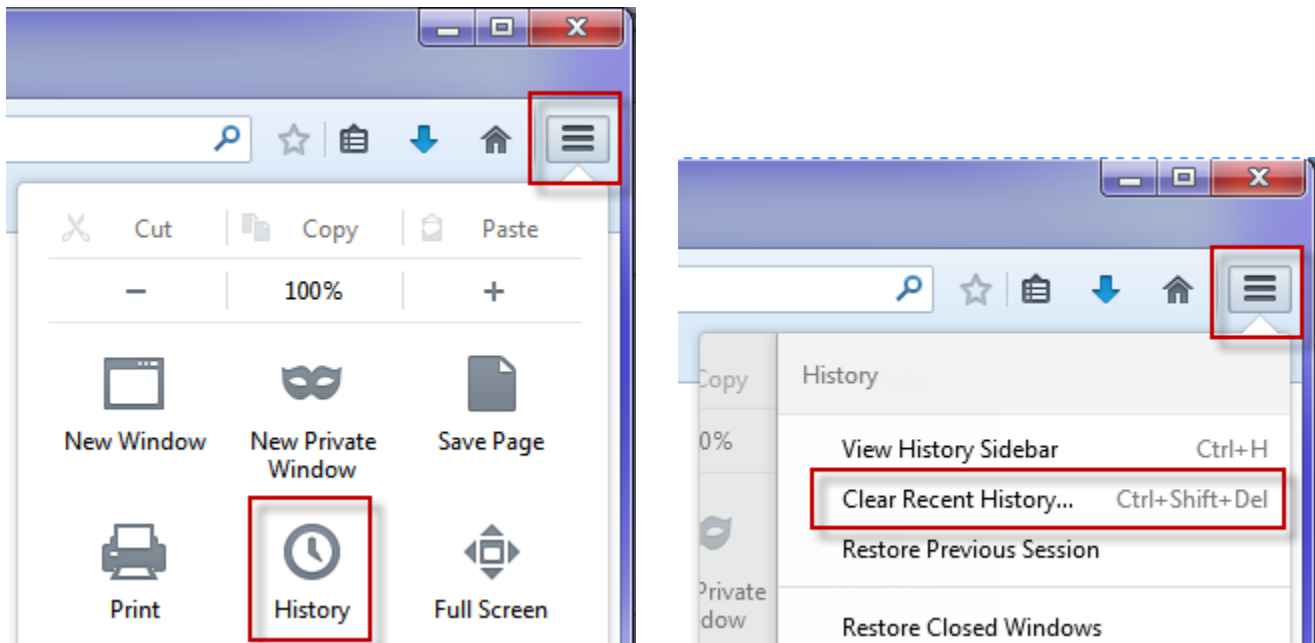 Cut Copy Paste
100%
New Window New Private Save Page
Window
Print History Full Screen
Copy
History
0%
View History Sidebar Ctrl+H
Clear Recent History... Ctrl+Shift+Del
Restore Previous Session
Private
dow
Restore Closed Windows